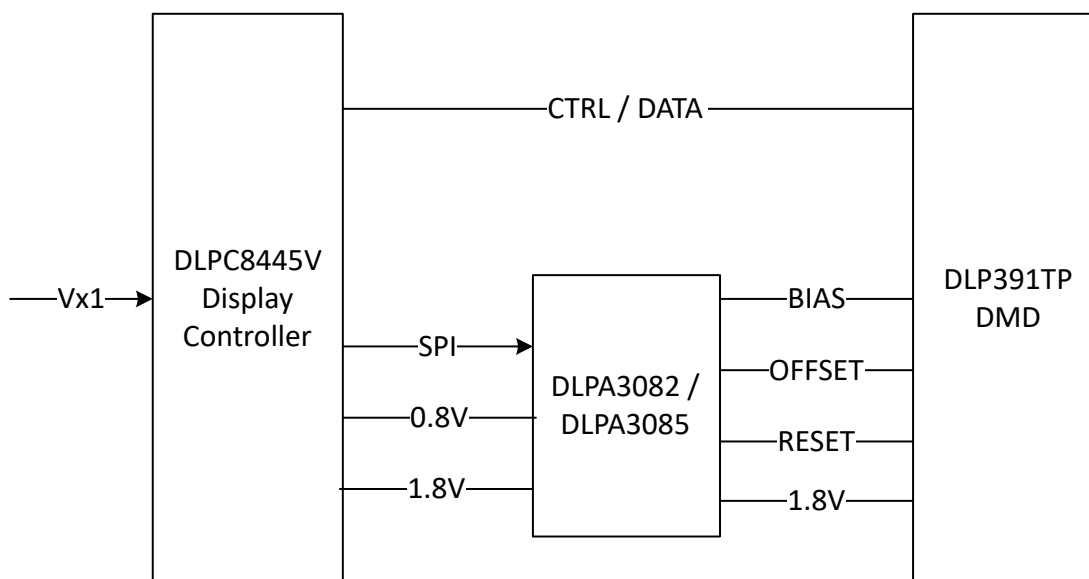 CTRL / DATA
DLPC8445V
Display
Controller
Vx1
SPI
0.8V
1.8V
DLPA3082 /
DLPA3085
BIAS
OFFSET
RESET
1.8V
DLP391TP
DMD